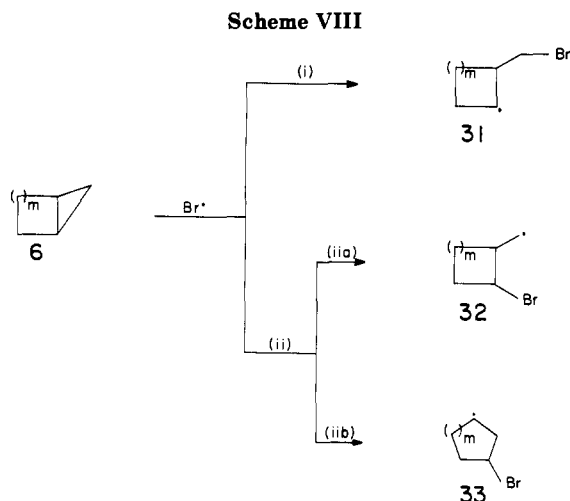 Scheme VIII
(i)
( )m
Br
31
( )m
6
Br•
(iia)
( )m
Br
32
(ii)
(iib)
( )m
Br
33